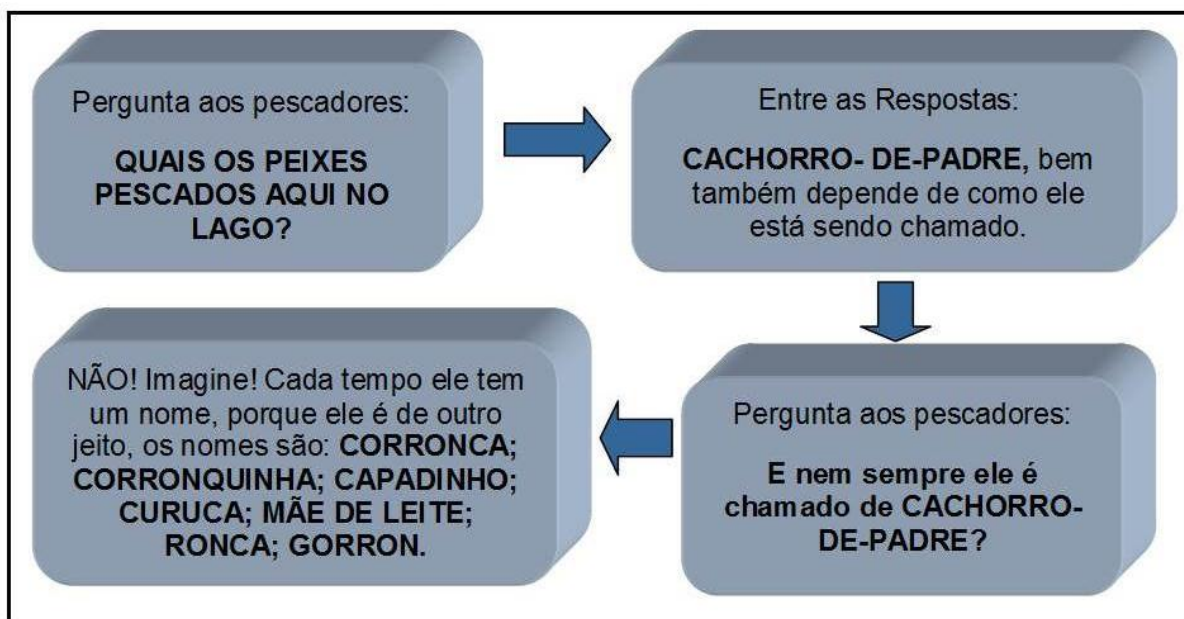 Pergunta aos pescadores:
QUAIS OS PEIXES
PESCADOS AQUI NO
LAGO?
Entre as Respostas:
CACHORRO- DE-PADRE, bem
também depende de como ele
está sendo chamado.
Pergunta aos pescadores:
E nem sempre ele é
chamado de CACHORRO-
DE-PADRE?
NÃO! Imagine! Cada tempo ele tem
um nome, porque ele é de outro
jeito, os nomes são: CORRONCA;
CORRONQUINHA; CAPADINHO;
CURUCA; MÃE DE LEITE;
RONCA; GORRON.